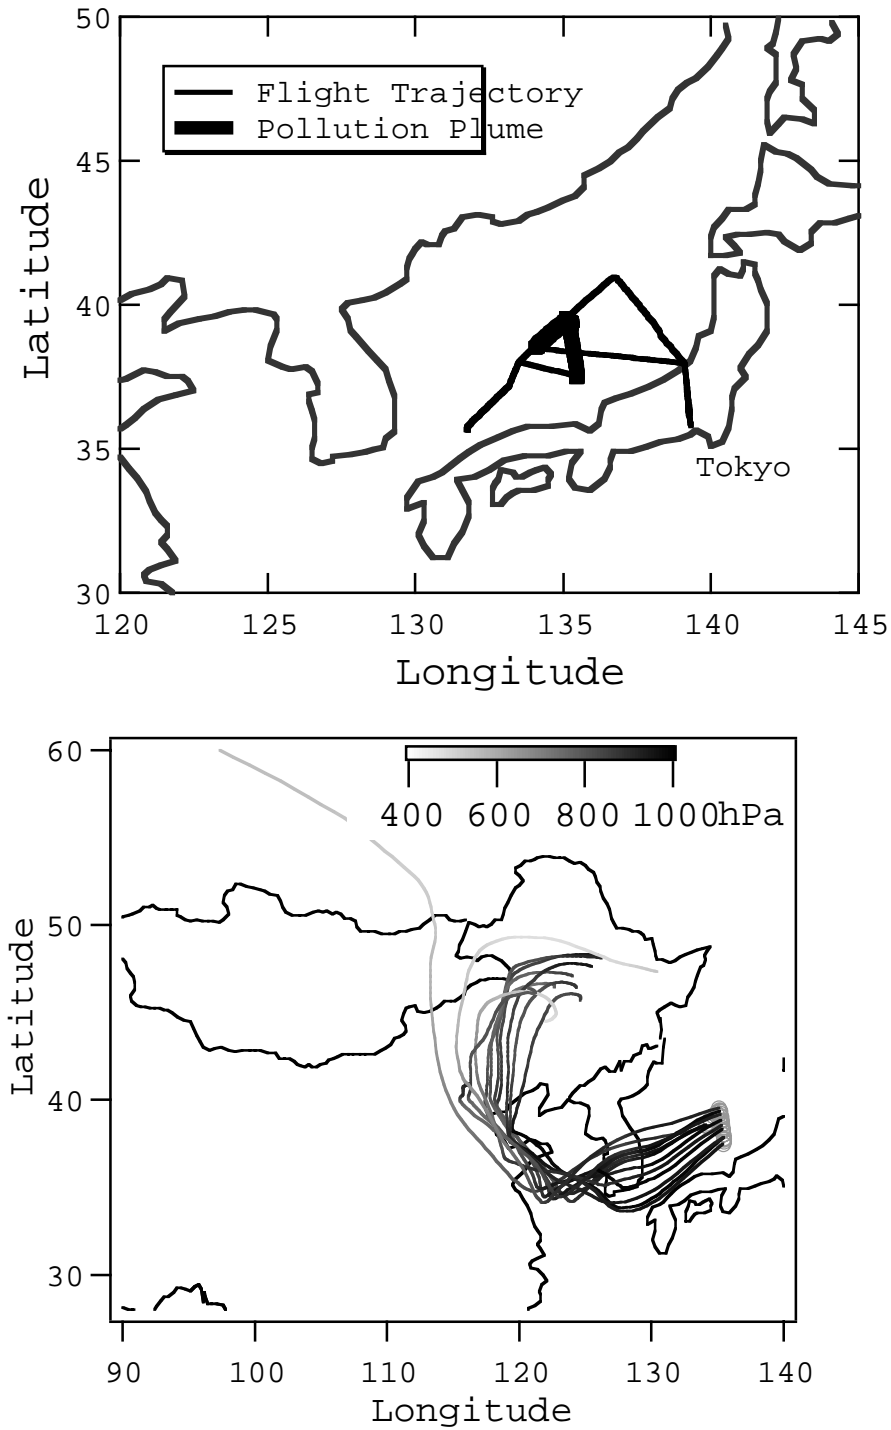 50
Flight Trajectory
Pollution Plume
45
Latitude
40
35
Tokyo
30
120 125 130 135 140 145
Longitude
60
400 600 800 1000hPa
50
Latitude
40
30
90 100 110 120 130 140
Longitude